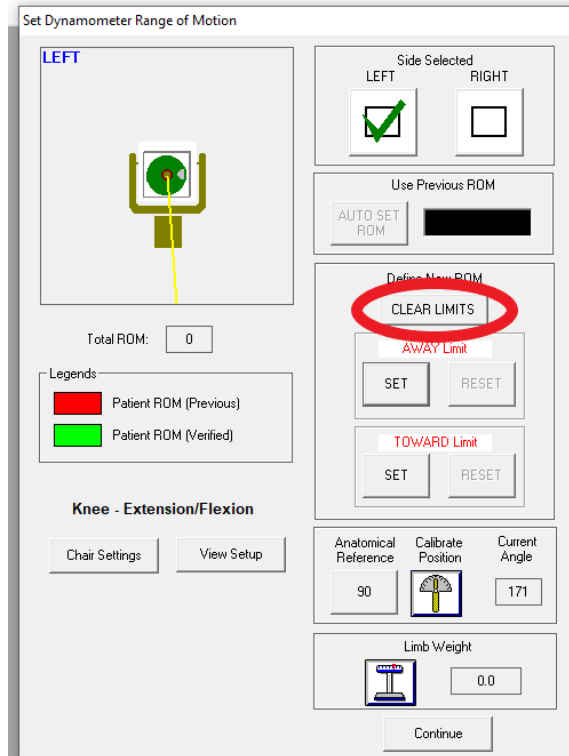 Set Dynamometer Range of Motion
LEFT
Side Selected
LEFT RIGHT
Use Previous ROM
AUTO SET
ROM
Define New ROM
CLEAR LIMITS
AWAY Limit
SET RESET
TOWARD Limit
SET RESET
Total ROM: 0
Legends
Patient ROM (Previous)
Patient ROM (Verified)
Knee - Extension/Flexion
Chair Settings View Setup
Anatomical Reference
Calibrate Position
Current Angle
90 171
Limb Weight
0.0
Continue